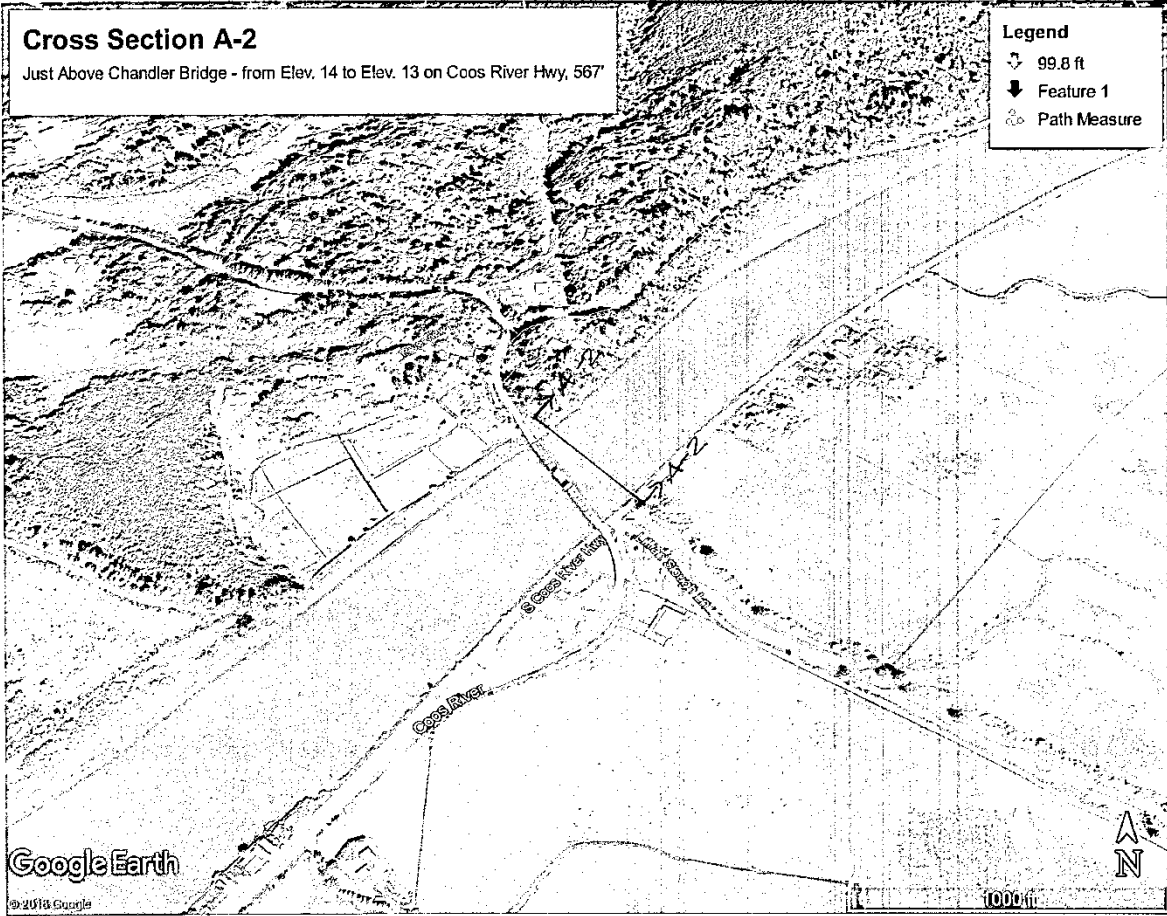 Cross Section A-2
Just Above Chandler Bridge - from Elev. 14 to Elev. 13 on Coos River Hwy, 567'
Legend
99.8 ft
Feature 1
Path Measure
A-2
A-2
S Coos River Hwy
Ln
Coos River
Google Earth
© 2018 Google
N
1000 ft